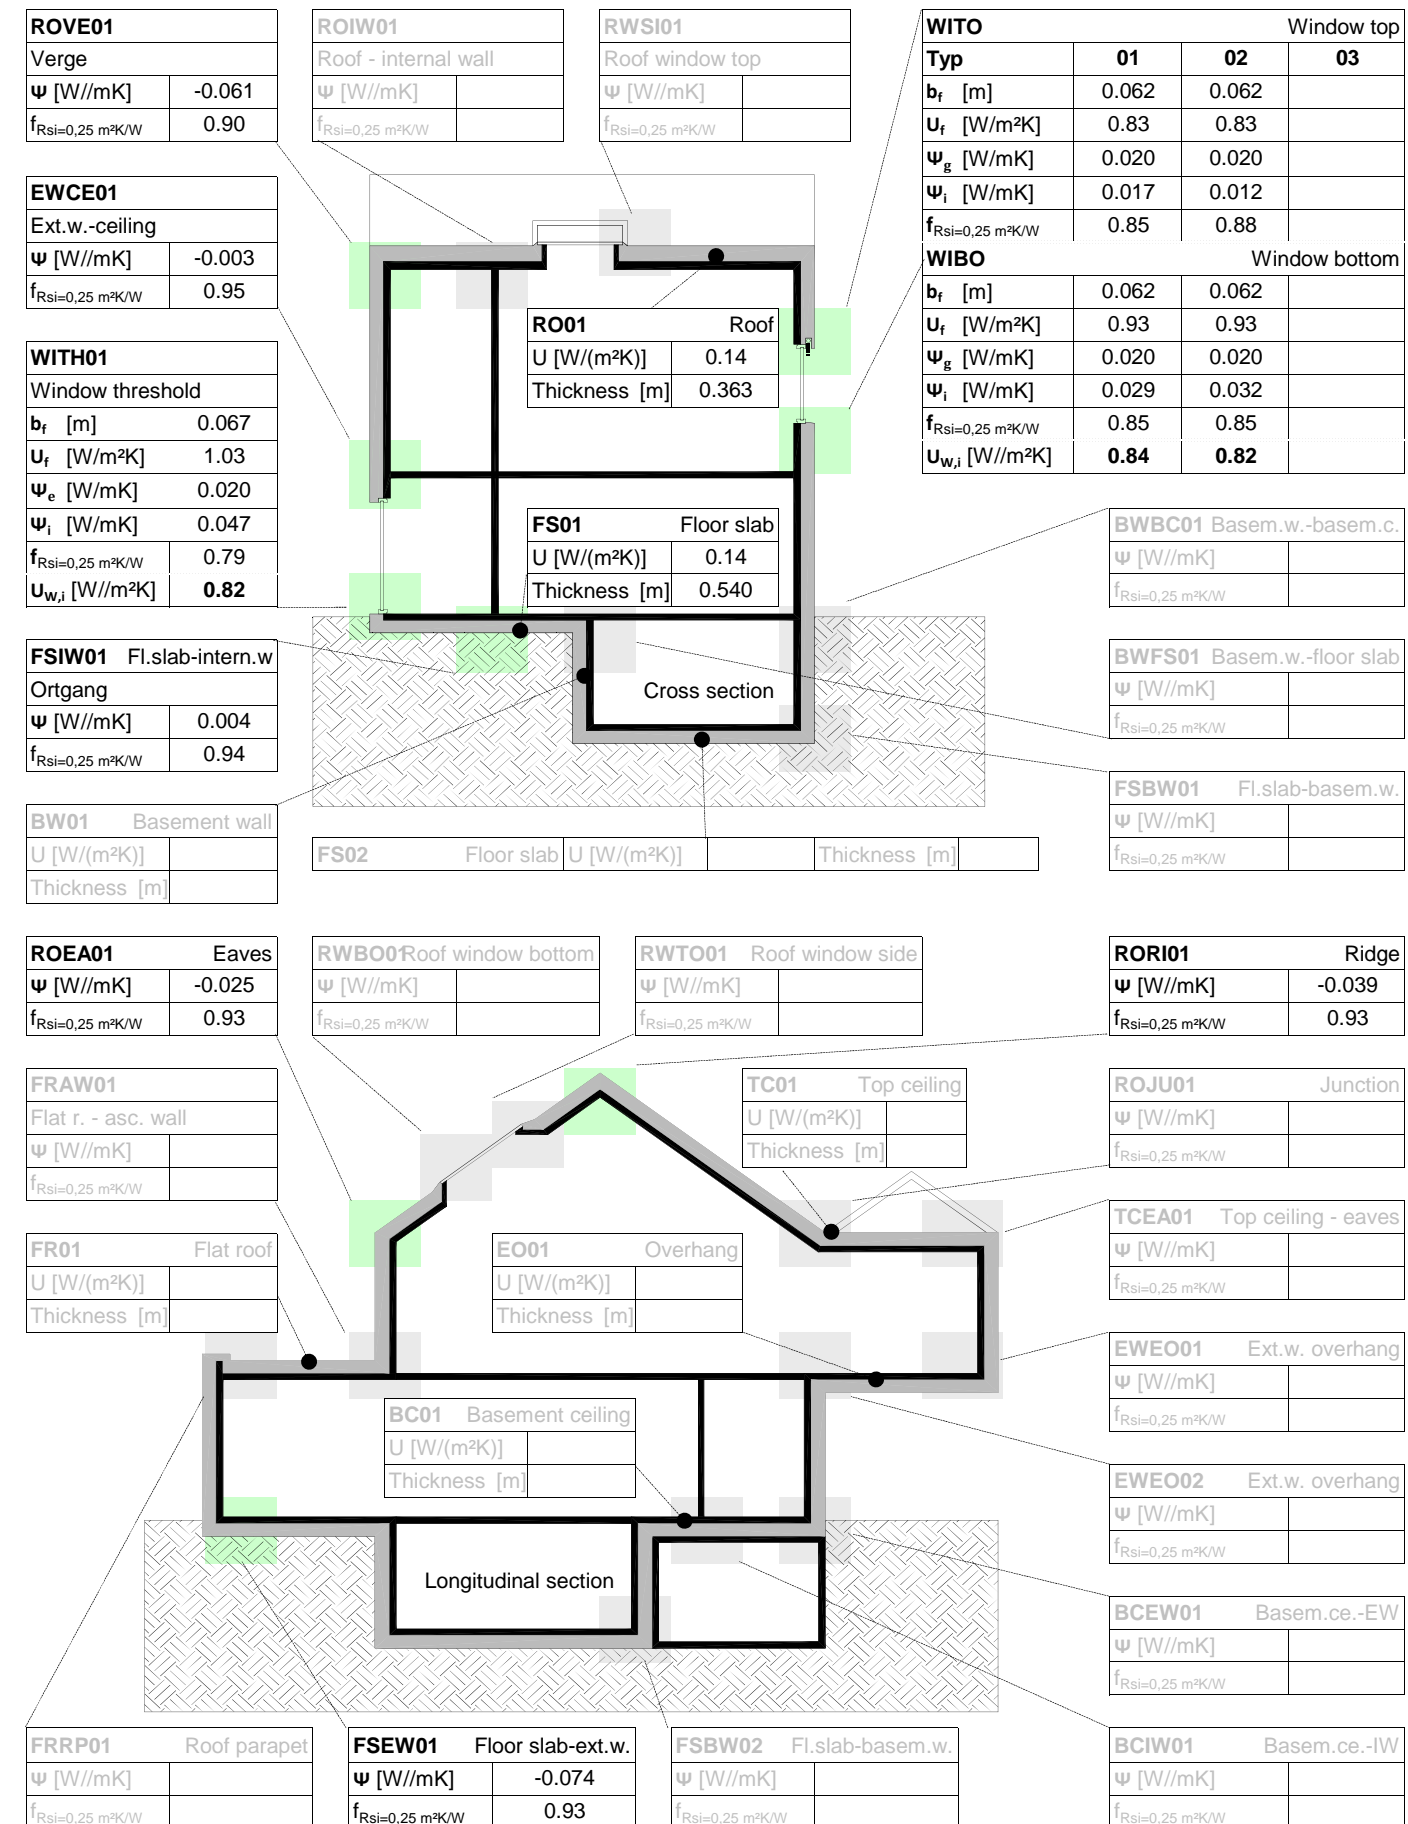 ROVE01
Verge
Ψ [W//mK] -0.061
fRsi=0,25 m²K/W 0.90
ROIW01
Roof - internal wall
Ψ [W//mK]
fRsi=0,25 m²K/W
RWSI01
Roof window top
Ψ [W//mK]
fRsi=0,25 m²K/W
WITO Window top
Typ 01 02 03
bf [m] 0.062 0.062
Uf [W/m²K] 0.83 0.83
Ψg [W/mK] 0.020 0.020
Ψi [W/mK] 0.017 0.012
fRsi=0,25 m²K/W 0.85 0.88
WIBO Window bottom
bf [m] 0.062 0.062
Uf [W/m²K] 0.93 0.93
Ψg [W/mK] 0.020 0.020
Ψi [W/mK] 0.029 0.032
fRsi=0,25 m²K/W 0.85 0.85
UW,i [W//m²K] 0.84 0.82
EWCE01
Ext.w.-ceiling
Ψ [W//mK] -0.003
fRsi=0,25 m²K/W 0.95
RO01 Roof
U [W/(m²K)] 0.14
Thickness [m] 0.363
WITH01
Window threshold
bf [m] 0.067
Uf [W/m²K] 1.03
Ψe [W/mK] 0.020
Ψi [W/mK] 0.047
fRsi=0,25 m²K/W 0.79
UW,i [W//m²K] 0.82
FS01 Floor slab
U [W/(m²K)] 0.14
Thickness [m] 0.540
BWBC01 Basem.w.-basem.c.
Ψ [W//mK]
fRsi=0,25 m²K/W
FSIW01 Fl.slab-intern.w
Ortgang
Ψ [W//mK] 0.004
fRsi=0,25 m²K/W 0.94
Cross section
BWFS01 Basem.w.-floor slab
Ψ [W//mK]
fRsi=0,25 m²K/W
FSBW01 Fl.slab-basem.w.
Ψ [W//mK]
fRsi=0,25 m²K/W
BW01 Basement wall
U [W/(m²K)]
Thickness [m]
FS02 Floor slab U [W/(m²K)] Thickness [m]
ROEA01 Eaves
Ψ [W//mK] -0.025
fRsi=0,25 m²K/W 0.93
RWBO01 Roof window bottom
Ψ [W//mK]
fRsi=0,25 m²K/W
RWTO01 Roof window side
Ψ [W//mK]
fRsi=0,25 m²K/W
RORI01 Ridge
Ψ [W//mK] -0.039
fRsi=0,25 m²K/W 0.93
FRAW01
Flat r. - asc. wall
Ψ [W//mK]
fRsi=0,25 m²K/W
TC01 Top ceiling
U [W/(m²K)]
Thickness [m]
ROJU01 Junction
Ψ [W//mK]
fRsi=0,25 m²K/W
TCEA01 Top ceiling - eaves
Ψ [W//mK]
fRsi=0,25 m²K/W
FR01 Flat roof
U [W/(m²K)]
Thickness [m]
EO01 Overhang
U [W/(m²K)]
Thickness [m]
EWEO01 Ext.w. overhang
Ψ [W//mK]
fRsi=0,25 m²K/W
BC01 Basement ceiling
U [W/(m²K)]
Thickness [m]
EWEO02 Ext.w. overhang
Ψ [W//mK]
fRsi=0,25 m²K/W
Longitudinal section
BCEW01 Basem.ce.-EW
Ψ [W//mK]
fRsi=0,25 m²K/W
FRRP01 Roof parapet
Ψ [W//mK]
fRsi=0,25 m²K/W
FSEW01 Floor slab-ext.w.
Ψ [W//mK] -0.074
fRsi=0,25 m²K/W 0.93
FSBW02 Fl.slab-basem.w.
Ψ [W//mK]
fRsi=0,25 m²K/W
BCIW01 Basem.ce.-IW
Ψ [W//mK]
fRsi=0,25 m²K/W